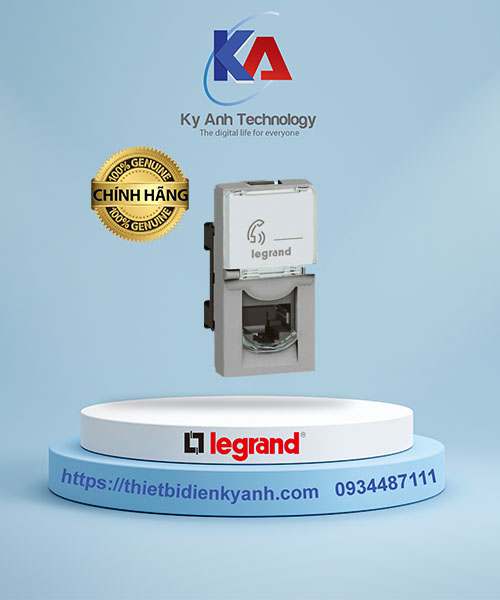 KA
Ky Anh Technology
The digital life for everyone
100% GENUINE
CHÍNH HÃNG
100% GENUINE
legrand
legrand®
https://thietbidienkyanh.com 0934487111